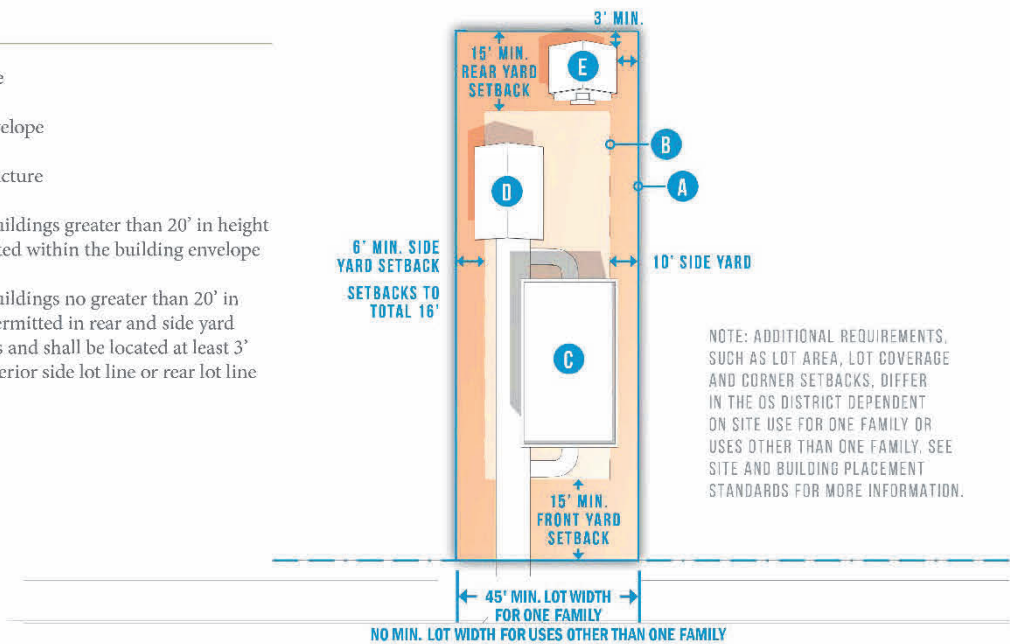 3' MIN.
15' MIN.
REAR YARD
SETBACK
E
velope
B
ucture
A
D
uildings greater than 20’ in height
ted within the building envelope
6' MIN. SIDE
YARD SETBACK
10' SIDE YARD
SETBACKS TO
TOTAL 16'
uildings no greater than 20’ in
ermitted in rear and side yard
s and shall be located at least 3’
erior side lot line or rear lot line
C
NOTE: ADDITIONAL REQUIREMENTS,
SUCH AS LOT AREA, LOT COVERAGE
AND CORNER SETBACKS, DIFFER
IN THE OS DISTRICT DEPENDENT
ON SITE USE FOR ONE FAMILY OR
USES OTHER THAN ONE FAMILY. SEE
SITE AND BUILDING PLACEMENT
STANDARDS FOR MORE INFORMATION.
15' MIN.
FRONT YARD
SETBACK
45' MIN. LOT WIDTH
FOR ONE FAMILY
NO MIN. LOT WIDTH FOR USES OTHER THAN ONE FAMILY